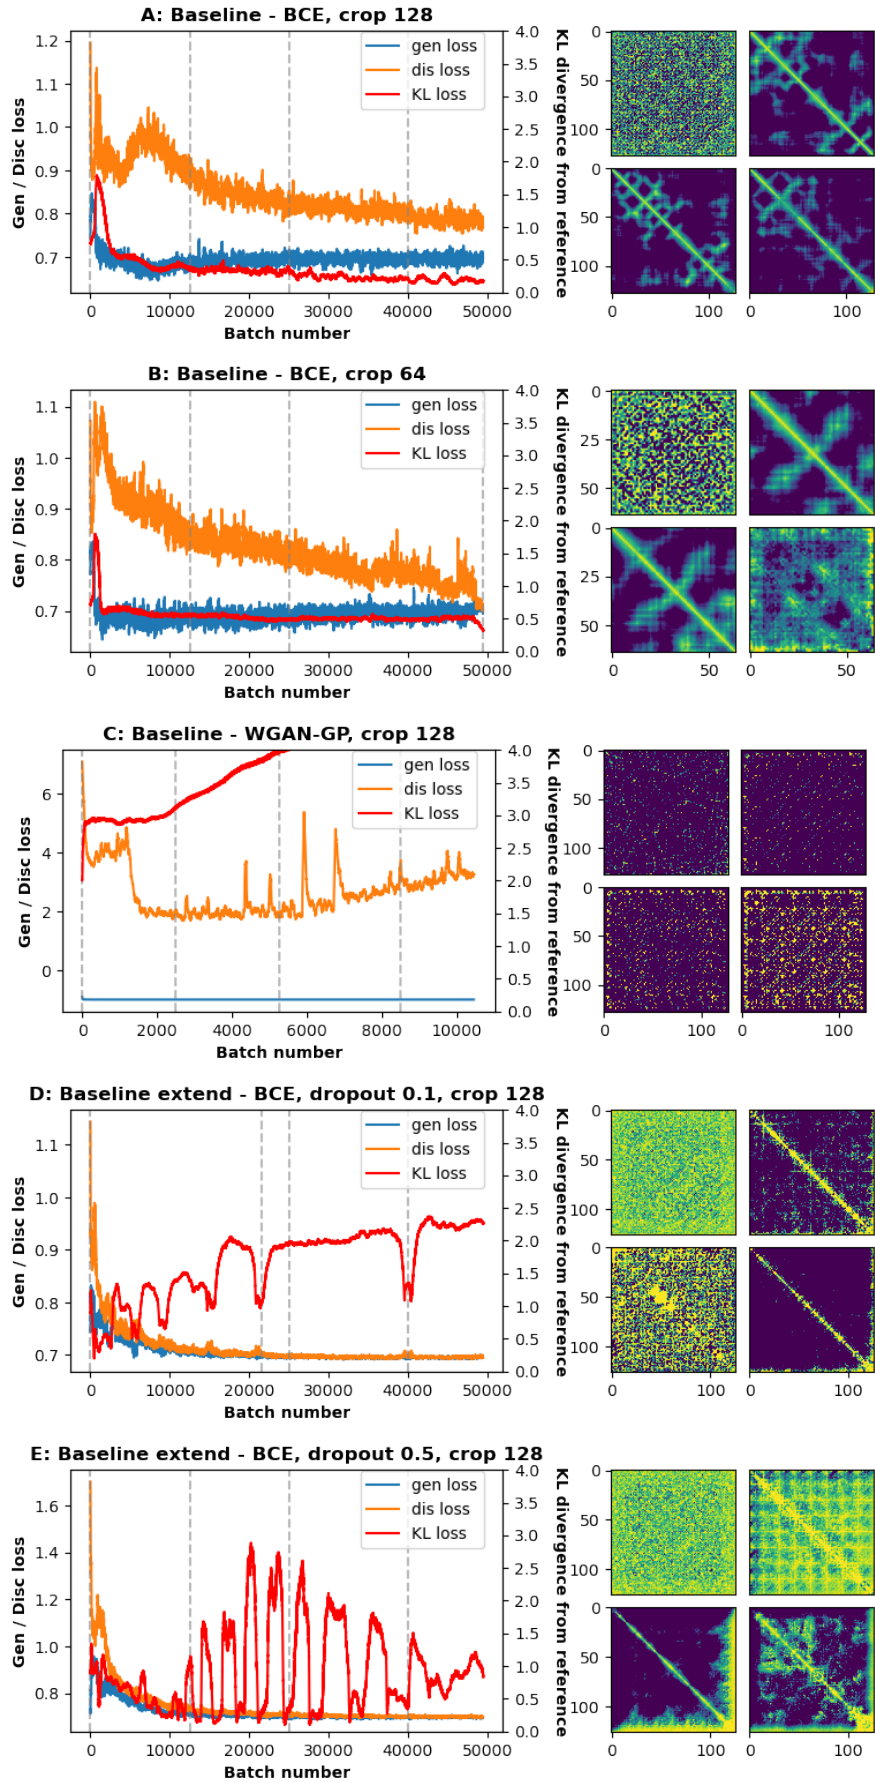 A: Baseline - BCE, crop 128
1.2
1.1
1.0
0.9
0.8
0.7
Gen / Disc loss
gen loss
dis loss
KL loss
4.0
3.5
3.0
2.5
2.0
1.5
1.0
0.5
0.0
KL divergence from reference
0 10000 20000 30000 40000 50000
Batch number
0
50
100
0
50
100
0 100 0 100
B: Baseline - BCE, crop 64
1.1
1.0
0.9
0.8
0.7
Gen / Disc loss
gen loss
dis loss
KL loss
4.0
3.5
3.0
2.5
2.0
1.5
1.0
0.5
0.0
KL divergence from reference
0 10000 20000 30000 40000 50000
Batch number
0
25
50
0
25
50
0 50 0 50
C: Baseline - WGAN-GP, crop 128
6
4
2
0
Gen / Disc loss
gen loss
dis loss
KL loss
4.0
3.5
3.0
2.5
2.0
1.5
1.0
0.5
0.0
KL divergence from reference
0 2000 4000 6000 8000 10000
Batch number
0
50
100
0
50
100
0 100 0 100
D: Baseline extend - BCE, dropout 0.1, crop 128
1.1
1.0
0.9
0.8
0.7
Gen / Disc loss
gen loss
dis loss
KL loss
4.0
3.5
3.0
2.5
2.0
1.5
1.0
0.5
0.0
KL divergence from reference
0 10000 20000 30000 40000 50000
Batch number
0
50
100
0
50
100
0 100 0 100
E: Baseline extend - BCE, dropout 0.5, crop 128
1.6
1.4
1.2
1.0
0.8
Gen / Disc loss
gen loss
dis loss
KL loss
4.0
3.5
3.0
2.5
2.0
1.5
1.0
0.5
0.0
KL divergence from reference
0 10000 20000 30000 40000 50000
Batch number
0
50
100
0
50
100
0 100 0 100